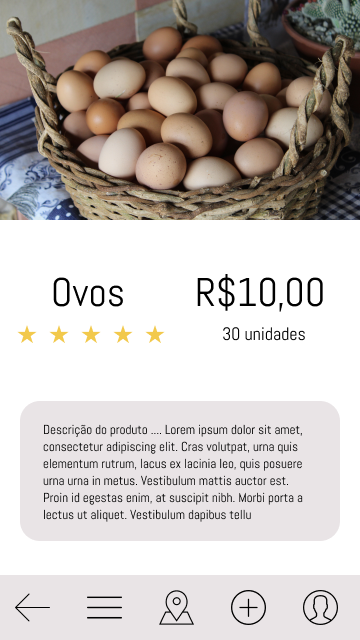 Ovos
R$10,00
30 unidades
Descrição do produto .... Lorem ipsum dolor sit amet,
consectetur adipiscing elit. Cras volutpat, urna quis
elementum rutrum, lacus ex lacinia leo, quis posuere
urna urna in metus. Vestibulum mattis auctor est.
Proin id egestas enim, at suscipit nibh. Morbi porta a
lectus ut aliquet. Vestibulum dapibus tellu